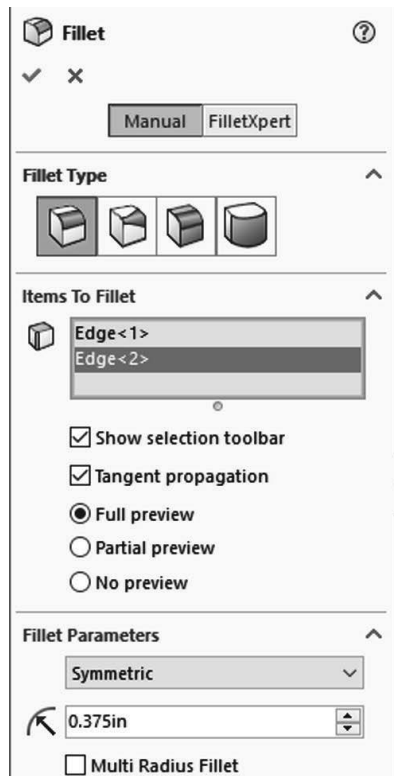 Fillet ?
Manual FilletXpert
Fillet Type
Items To Fillet
Edge<1>
Edge<2>
Show selection toolbar
Tangent propagation
Full preview
Partial preview
No preview
Fillet Parameters
Symmetric
0.375in
Multi Radius Fillet